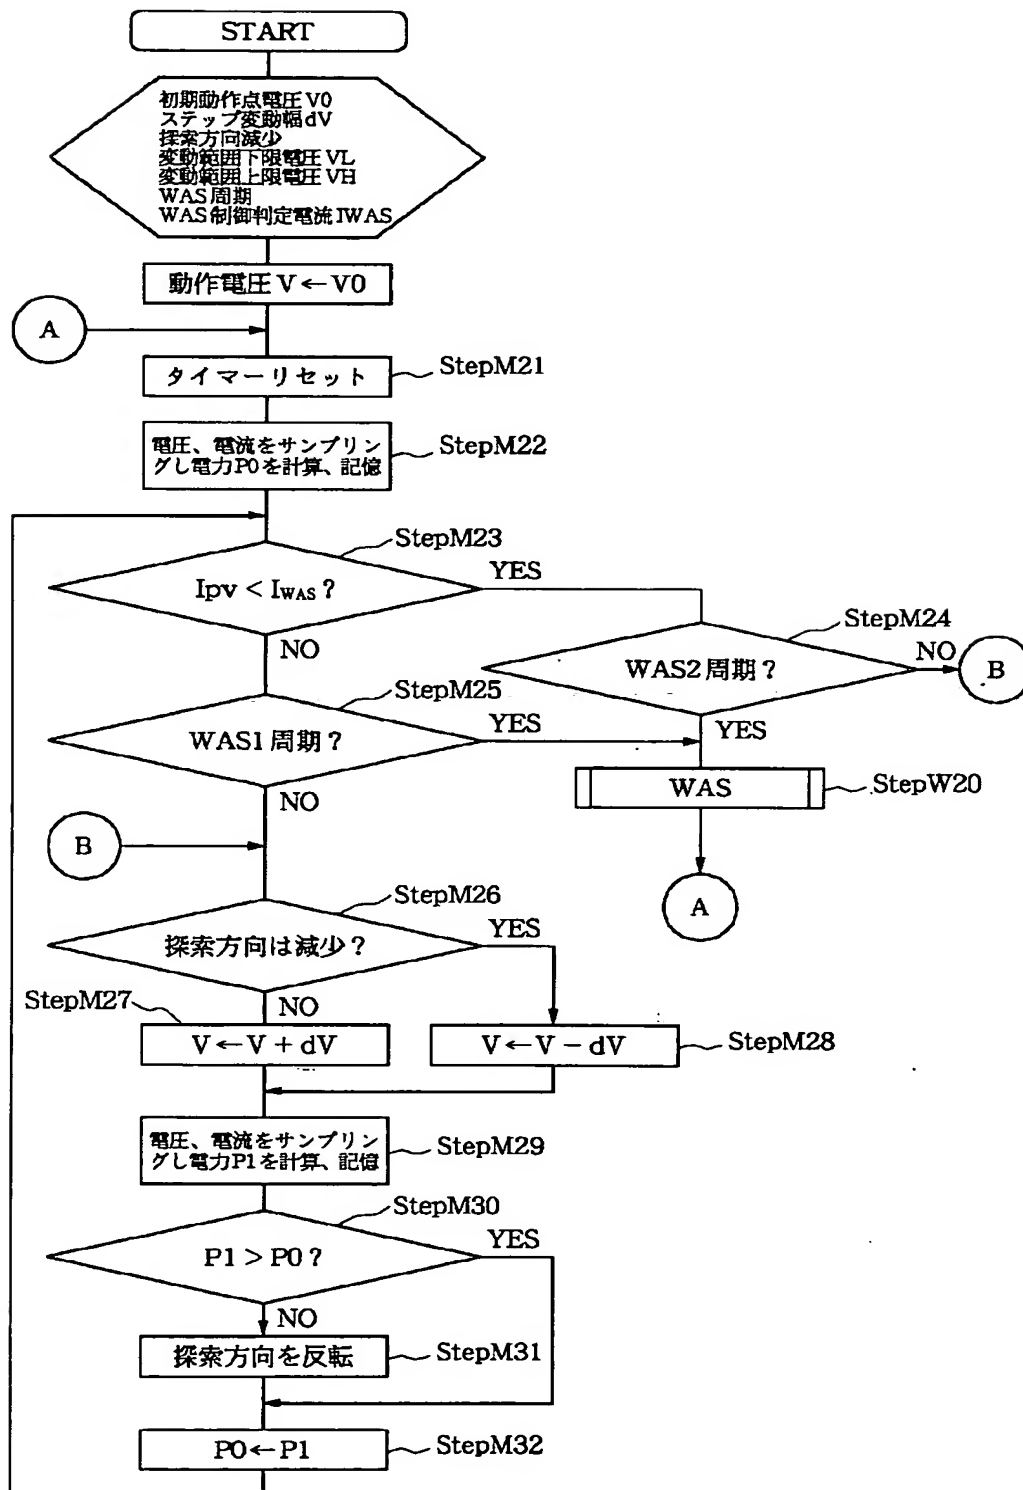 START
初期動作点電圧V0
ステップ変動幅dV
探索方向減少
変動範囲下限電圧VL
変動範囲上限電圧VH
WAS周期
WAS制御判定電流IWAS
動作電圧V←V0
A
タイマーリセット
StepM21
電圧、電流をサンプリン
グし電力P0を計算、記憶
StepM22
StepM23
Ipv < IWAS ?
YES
NO
StepM24
WAS2周期?
NO
B
YES
StepM25
WAS1周期?
YES
NO
WAS
StepW20
A
B
StepM26
探索方向は減少?
YES
NO
StepM27
V←V + dV
V←V − dV
StepM28
電圧、電流をサンプリン
グし電力P1を計算、記憶
StepM29
StepM30
P1 > P0 ?
YES
NO
探索方向を反転
StepM31
P0←P1
StepM32